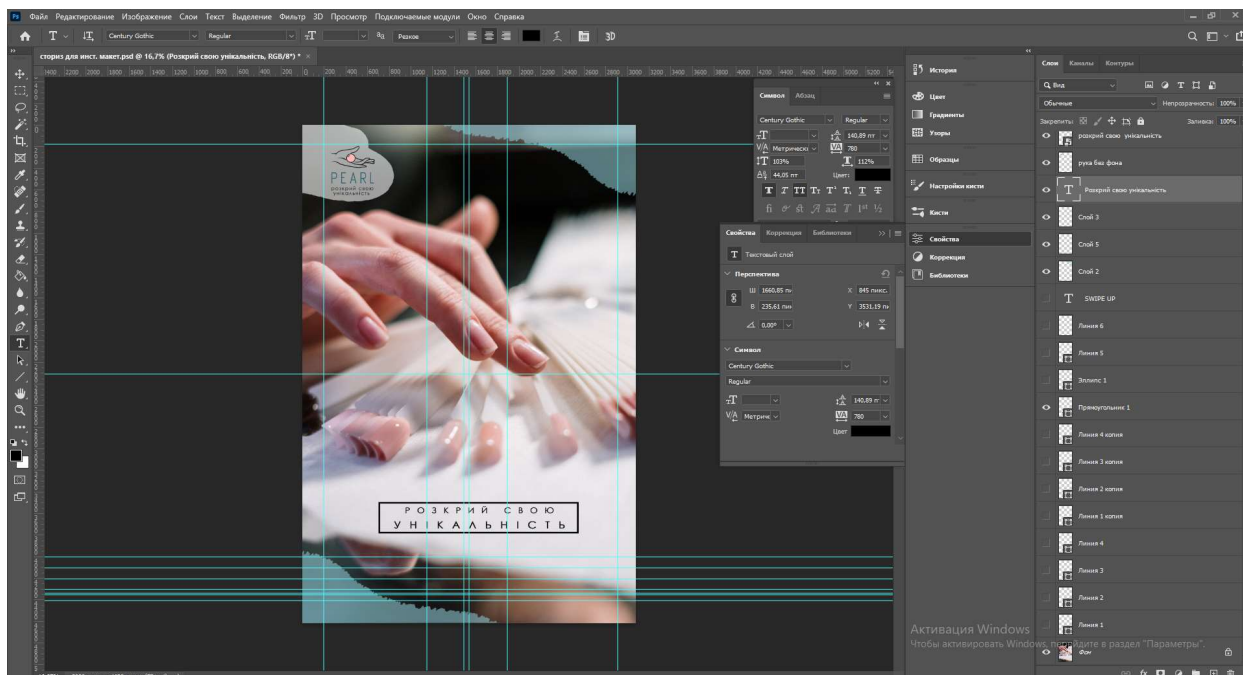 Файл Редактирование Изображение Слои Текст Выделение Фильтр 3D Просмотр Подключаемые модули Окно Справка
Century Gothic Regular Резкое 3D
сториз для инст. макет.psd @ 16,7% (Розкрий свою унікальність, RGB/8*) *
PEARL
розкрий свою
унікальність
РОЗКРИЙ СВОЮ
УНІКАЛЬНІСТЬ
Символ Абзац
Century Gothic Regular
140,89 пт
Метрическ 780
103% 112%
44,05 пт Цвет:
Свойства Коррекция Библиотеки
Текстовый слой
Перспектива
Ш 1660,85 пи X 845 пикс.
В 235,61 пи Y 3531,19 пи
0,00°
Символ
Century Gothic
Regular
140,89 пт
Метрич 780
Цвет
История
Цвет
Градиенты
Узоры
Образцы
Настройки кисти
Кисти
Свойства
Коррекция
Библиотеки
Слои Каналы Контуры
Вид
Обычные Непрозрачность: 100%
Закрепить: Заливка: 100%
розкрий свою унікальність
рука без фона
Розкрий свою унікальність
Слой 3
Слой 5
Слой 2
SWIPE UP
Линия 6
Линия 5
Эллипс 1
Прямоугольник 1
Линия 4 копия
Линия 3 копия
Линия 2 копия
Линия 1 копия
Линия 4
Линия 3
Линия 2
Линия 1
Фон
Активация Windows
Чтобы активировать Windows, перейдите в раздел "Параметры".